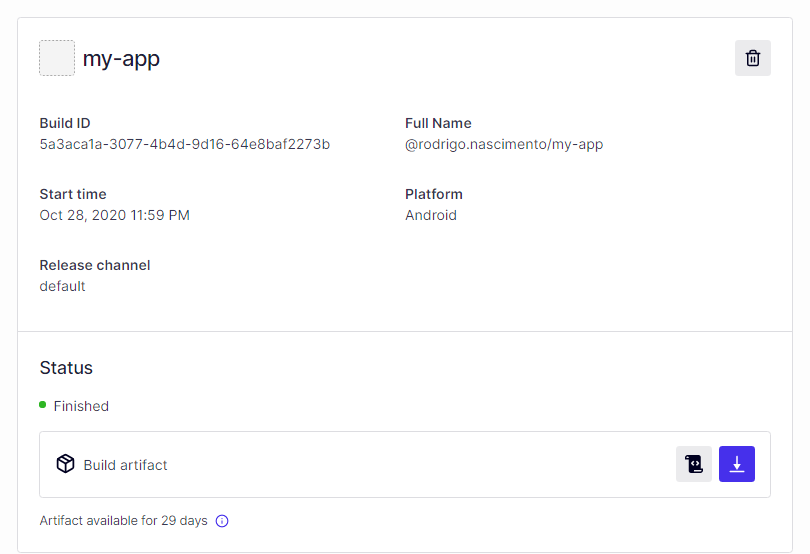 my-app
Build ID
5a3aca1a-3077-4b4d-9d16-64e8baf2273b
Full Name
@rodrigo.nascimento/my-app
Start time
Oct 28, 2020 11:59 PM
Platform
Android
Release channel
default
Status
Finished
Build artifact
Artifact available for 29 days